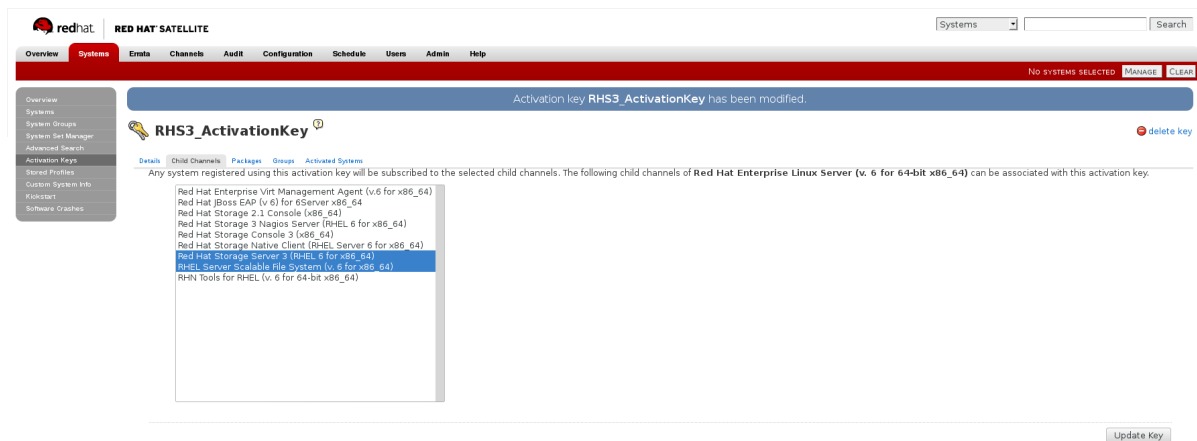 redhat. RED HAT SATELLITE
Systems Search
Overview Systems Errata Channels Audit Configuration Schedule Users Admin Help
NO SYSTEMS SELECTED MANAGE CLEAR
Overview
Systems
System Groups
System Set Manager
Advanced Search
Activation Keys
Stored Profiles
Custom System Info
Kickstart
Software Crashes
Activation key RHS3_ActivationKey has been modified.
RHS3_ActivationKey ?
delete key
Details Child Channels Packages Groups Activated Systems
Any system registered using this activation key will be subscribed to the selected child channels. The following child channels of Red Hat Enterprise Linux Server (v. 6 for 64-bit x86_64) can be associated with this activation key.
Red Hat Enterprise Virt Management Agent (v.6 for x86_64)
Red Hat JBoss EAP (v 6) for 6Server x86_64
Red Hat Storage 2.1 Console (x86_64)
Red Hat Storage 3 Nagios Server (RHEL 6 for x86_64)
Red Hat Storage Console 3 (x86_64)
Red Hat Storage Native Client (RHEL Server 6 for x86_64)
Red Hat Storage Server 3 (RHEL 6 for x86_64)
RHEL Server Scalable File System (v. 6 for x86_64)
RHN Tools for RHEL (v. 6 for 64-bit x86_64)
Update Key